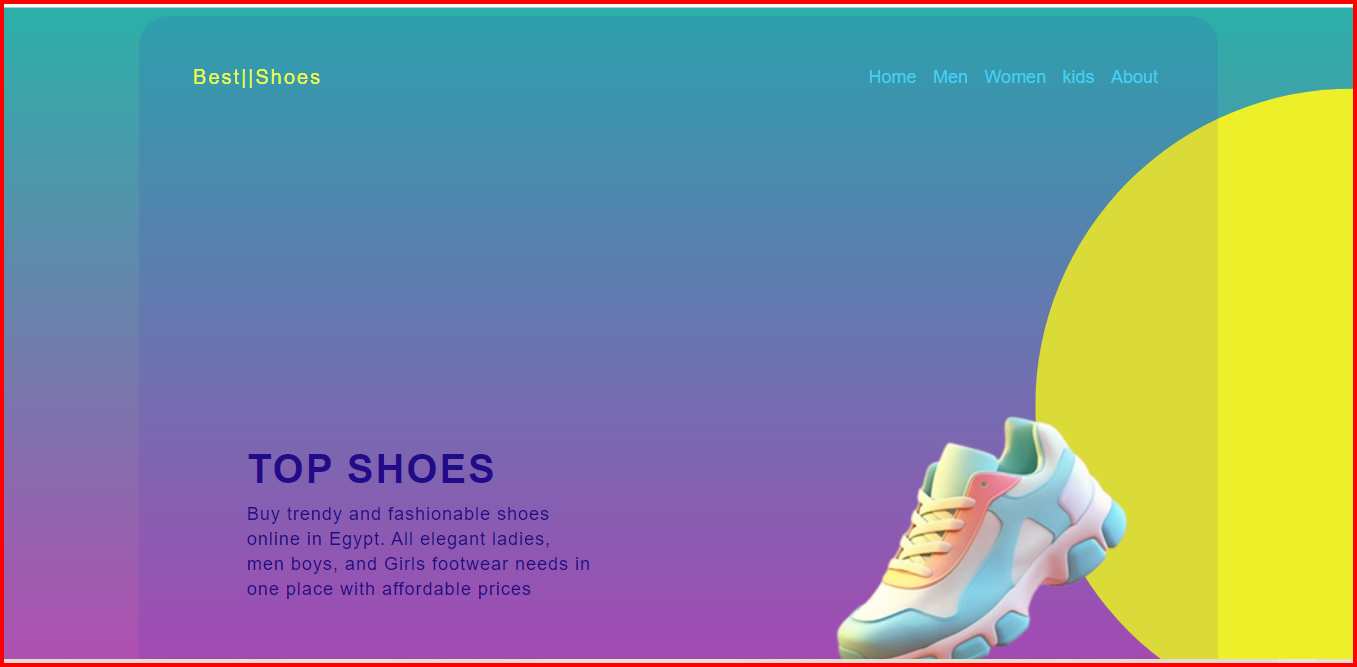 Best||Shoes
Home Men Women kids About
TOP SHOES
Buy trendy and fashionable shoes
online in Egypt. All elegant ladies,
men boys, and Girls footwear needs in
one place with affordable prices